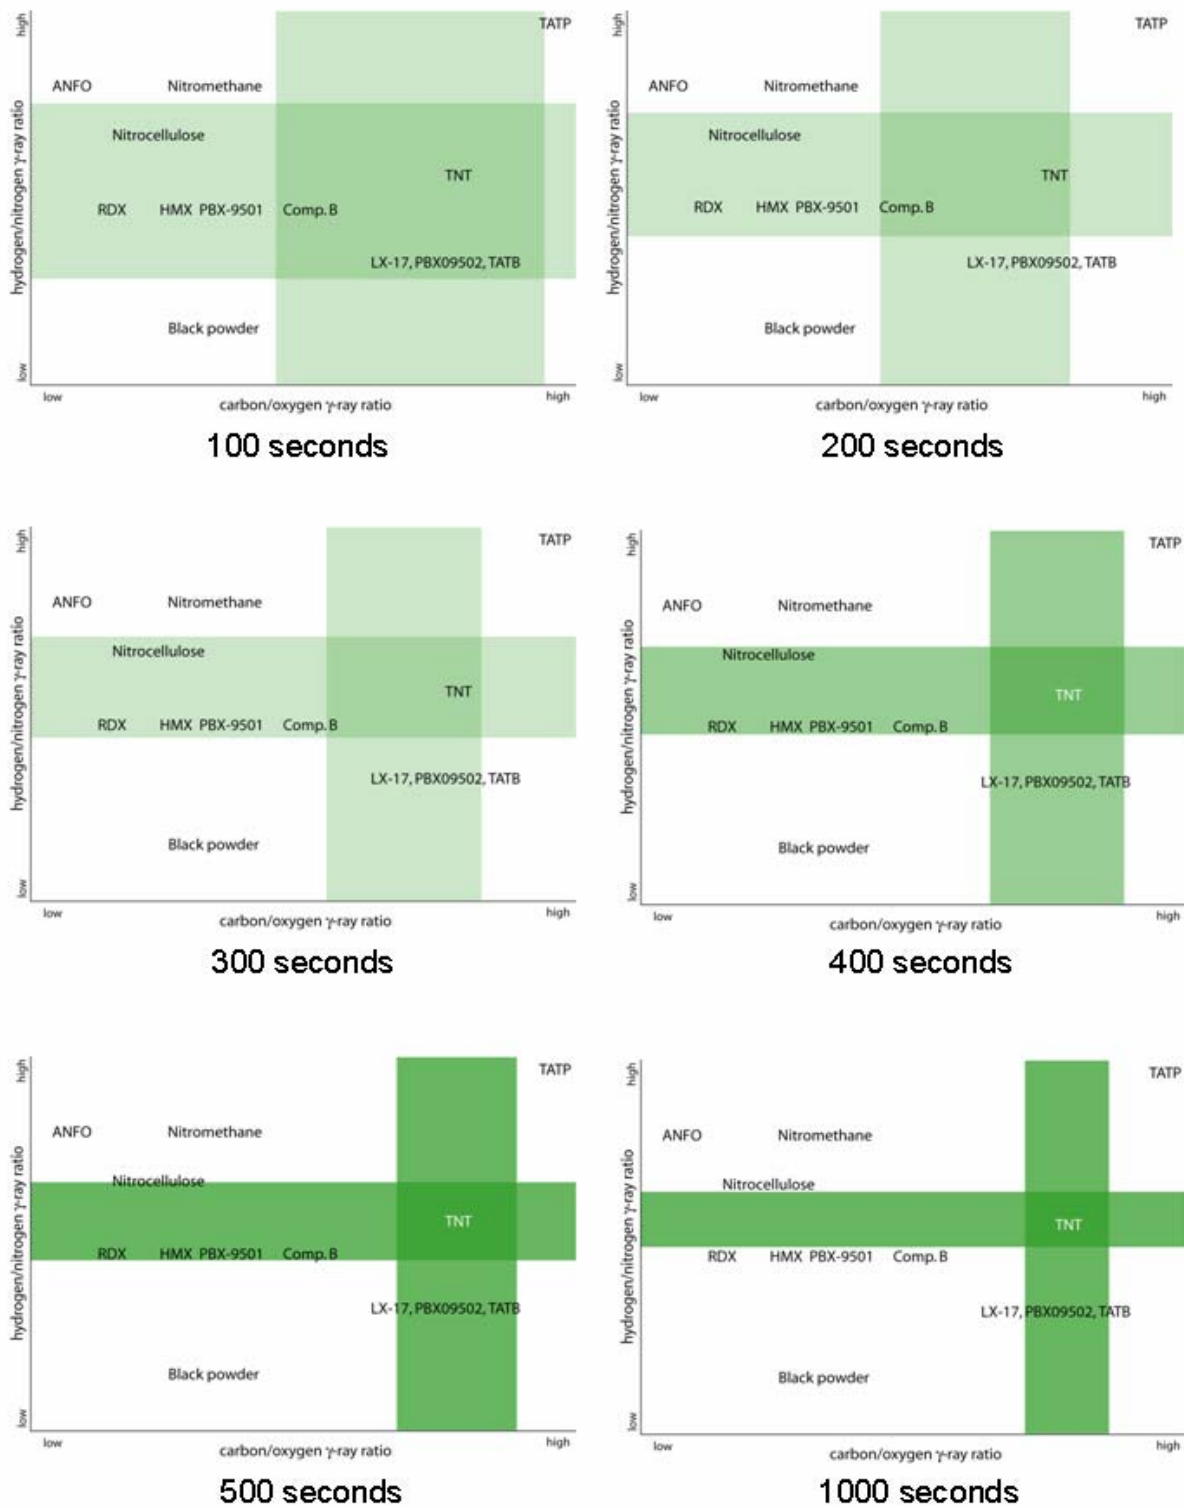 high
TATP
ANFO Nitromethane
Nitrocellulose
TNT
RDX HMX PBX-9501 Comp. B
LX-17, PBX09502, TATB
Black powder
hydrogen/nitrogen γ-ray ratio
low
low high
carbon/oxygen γ-ray ratio
100 seconds
high
TATP
ANFO Nitromethane
Nitrocellulose
TNT
RDX HMX PBX-9501 Comp. B
LX-17, PBX09502, TATB
Black powder
hydrogen/nitrogen γ-ray ratio
low
low high
carbon/oxygen γ-ray ratio
200 seconds
high
TATP
ANFO Nitromethane
Nitrocellulose
TNT
RDX HMX PBX-9501 Comp. B
LX-17, PBX09502, TATB
Black powder
hydrogen/nitrogen γ-ray ratio
low
low high
carbon/oxygen γ-ray ratio
300 seconds
high
TATP
ANFO Nitromethane
Nitrocellulose
TNT
RDX HMX PBX-9501 Comp. B
LX-17, PBX09502, TATB
Black powder
hydrogen/nitrogen γ-ray ratio
low
low high
carbon/oxygen γ-ray ratio
400 seconds
high
TATP
ANFO Nitromethane
Nitrocellulose
TNT
RDX HMX PBX-9501 Comp. B
LX-17, PBX09502, TATB
Black powder
hydrogen/nitrogen γ-ray ratio
low
low high
carbon/oxygen γ-ray ratio
500 seconds
high
TATP
ANFO Nitromethane
Nitrocellulose
TNT
RDX HMX PBX-9501 Comp. B
LX-17, PBX09502, TATB
Black powder
hydrogen/nitrogen γ-ray ratio
low
low high
carbon/oxygen γ-ray ratio
1000 seconds